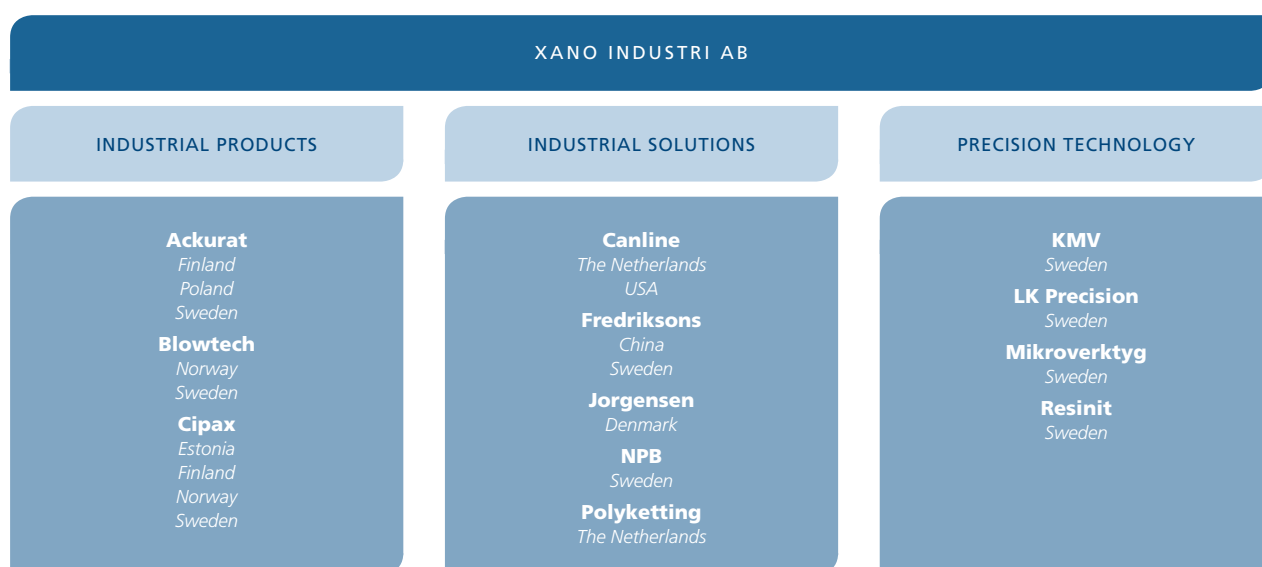 XANO INDUSTRI AB
INDUSTRIAL PRODUCTS
Ackurat
Finland
Poland
Sweden
Blowtech
Norway
Sweden
Cipax
Estonia
Finland
Norway
Sweden
INDUSTRIAL SOLUTIONS
Canline
The Netherlands
USA
Fredriksons
China
Sweden
Jorgensen
Denmark
NPB
Sweden
Polyketting
The Netherlands
PRECISION TECHNOLOGY
KMV
Sweden
LK Precision
Sweden
Mikroverktyg
Sweden
Resinit
Sweden